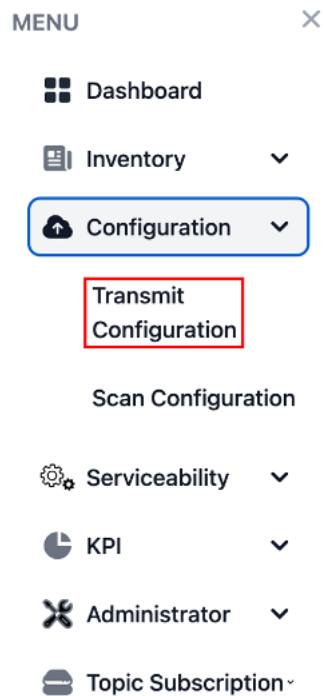 MENU
Dashboard
Inventory
Configuration
Transmit
Configuration
Scan Configuration
Serviceability
KPI
Administrator
Topic Subscription